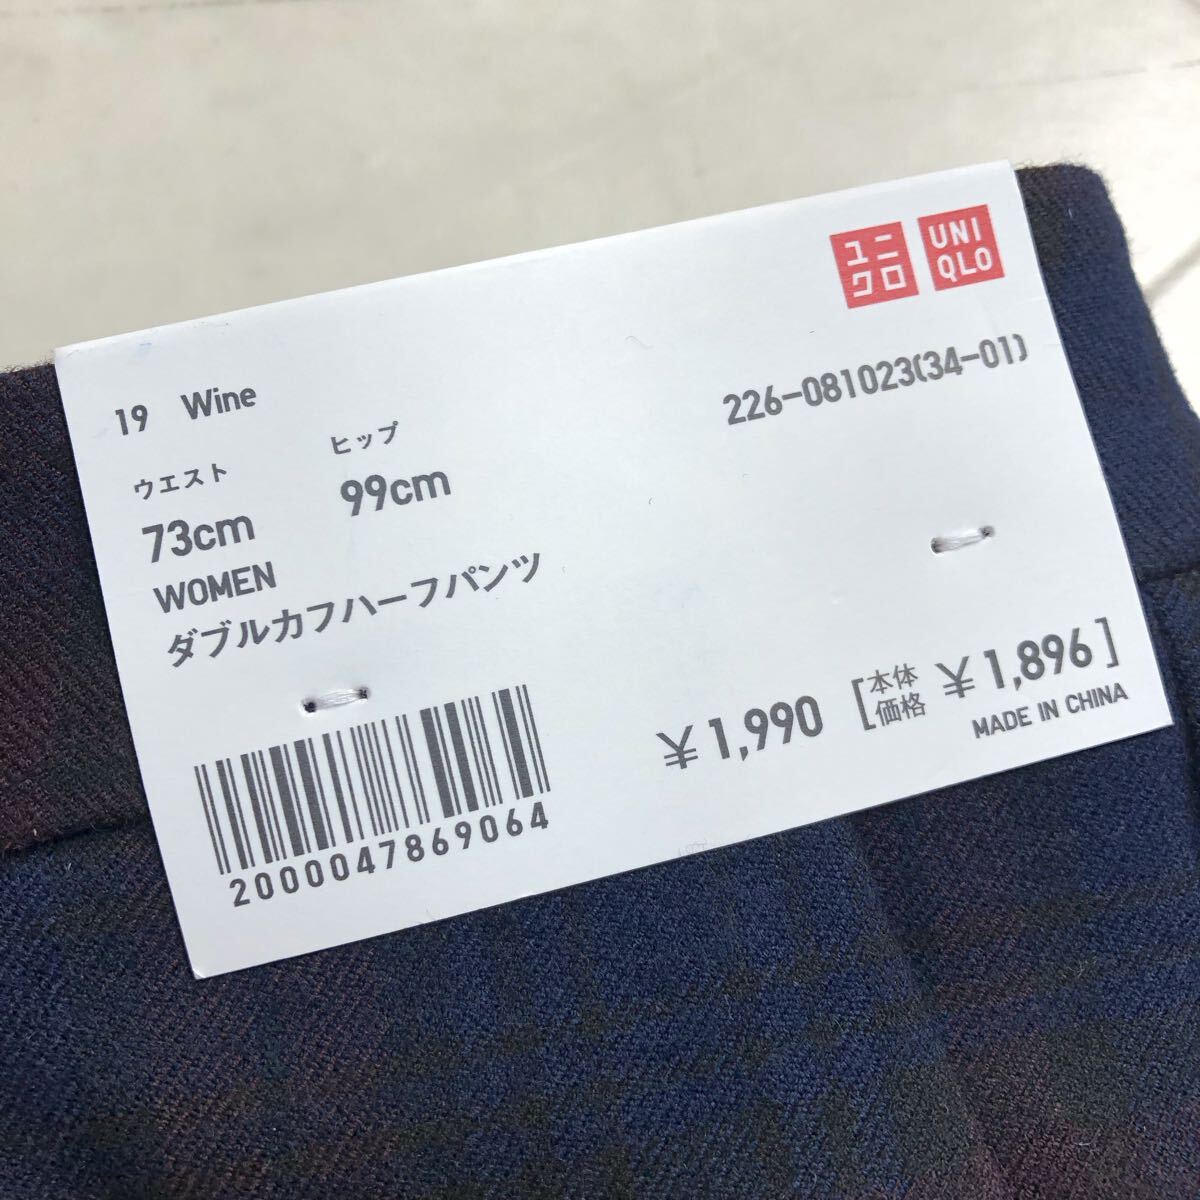 ユニクロ
UNIQLO
19 Wine
226-081023(34-01)
ウエスト
73cm
ヒップ
99cm
WOMEN
ダブルカフハーフパンツ
2000047869064
¥1,990 [本体価格 ¥1,896]
MADE IN CHINA